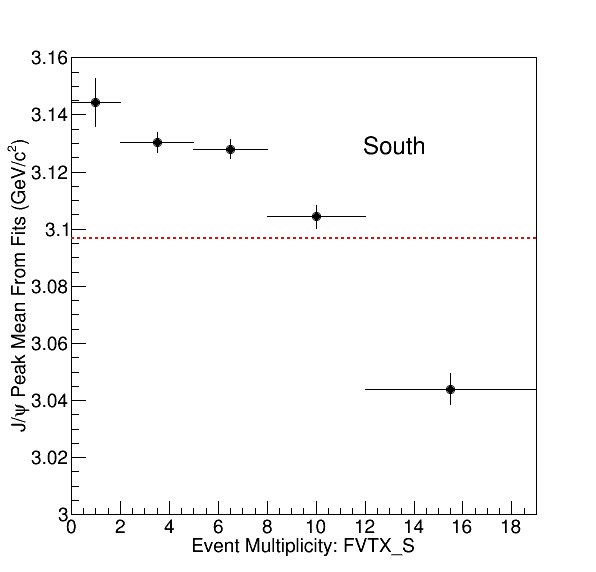 3.16
3.14
3.12
3.1
3.08
3.06
3.04
3.02
3
J/ψ Peak Mean From Fits (GeV/c²)
South
0 2 4 6 8 10 12 14 16 18
Event Multiplicity: FVTX_S